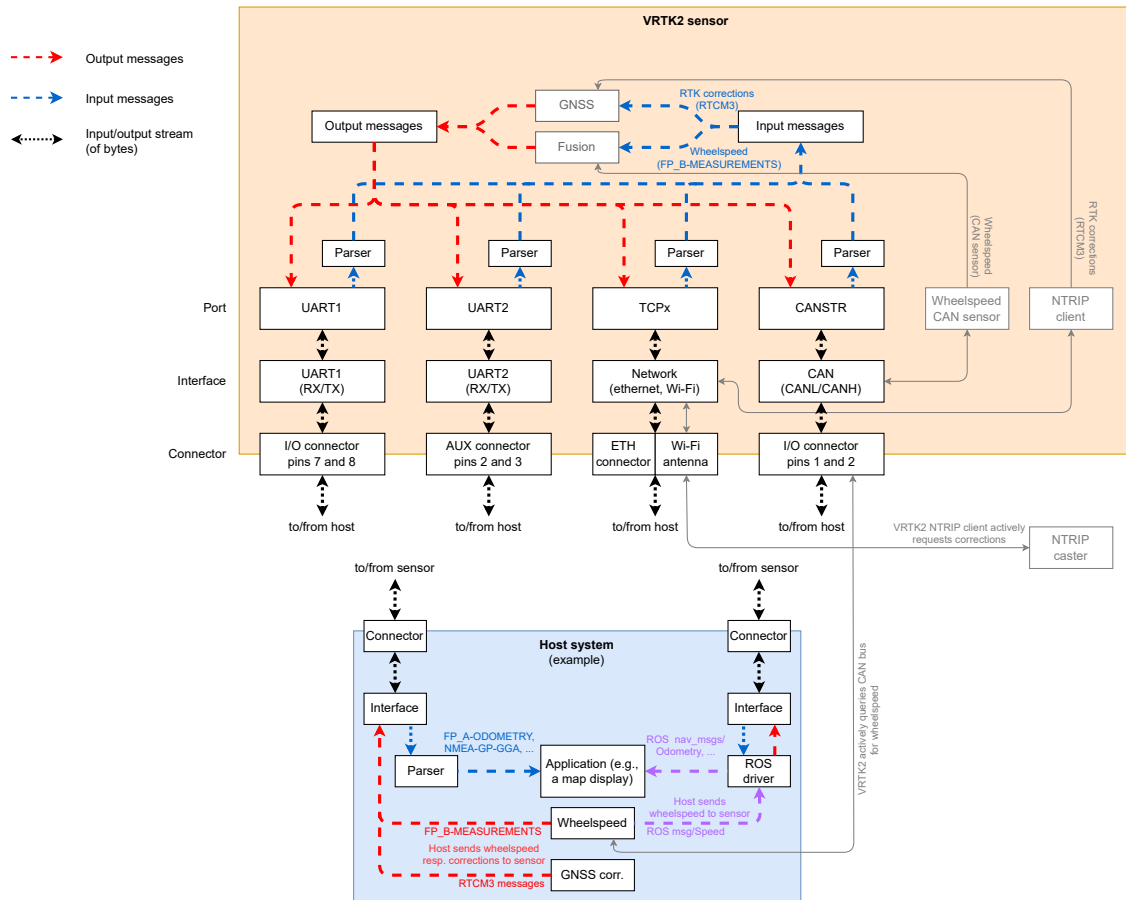 VRTK2 sensor
Output messages
Input messages
Input/output stream
(of bytes)
RTK corrections
(RTCM3)
GNSS
Output messages
Input messages
Fusion
Wheelspeed
(FP_B-MEASUREMENTS)
Wheelspeed
(CAN sensor)
RTK corrections
(RTCM3)
Parser
Parser
Parser
Parser
Port
UART1
UART2
TCPx
CANSTR
Wheelspeed
CAN sensor
NTRIP
client
Interface
UART1
(RX/TX)
UART2
(RX/TX)
Network
(ethernet, Wi-Fi)
CAN
(CANL/CANH)
Connector
I/O connector
pins 7 and 8
AUX connector
pins 2 and 3
ETH
connector
Wi-Fi
antenna
I/O connector
pins 1 and 2
to/from host
to/from host
to/from host
to/from host
VRTK2 NTRIP client actively
requests corrections
NTRIP
caster
to/from sensor
to/from sensor
Connector
Host system
(example)
Connector
VRTK2 actively queries CAN bus
for wheelspeed
Interface
Interface
FP_A-ODOMETRY,
NMEA-GP-GGA, ...
ROS nav_msgs/
Odometry, ...
Parser
Application (e.g.,
a map display)
ROS
driver
Host sends
wheelspeed to sensor
Wheelspeed
FP_B-MEASUREMENTS
ROS msg/Speed
Host sends wheelspeed
resp. corrections to sensor
GNSS corr.
RTCM3 messages